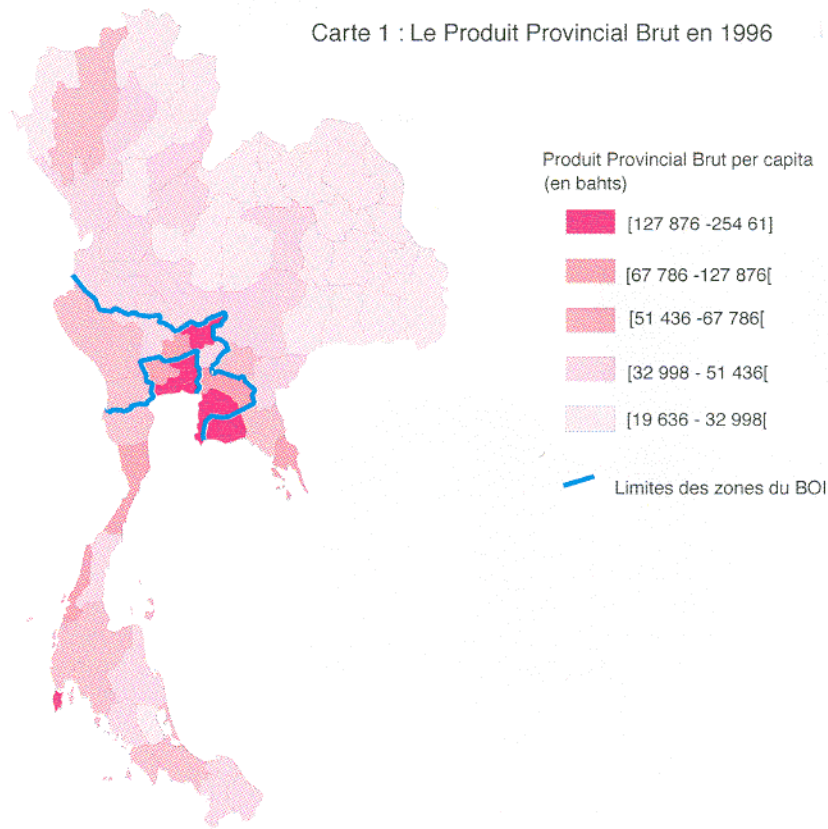 Carte 1 : Le Produit Provincial Brut en 1996
Produit Provincial Brut per capita
(en bahts)
[127 876 -254 61]
[67 786 -127 876[
[51 436 -67 786[
[32 998 - 51 436[
[19 636 - 32 998[
Limites des zones du BOI